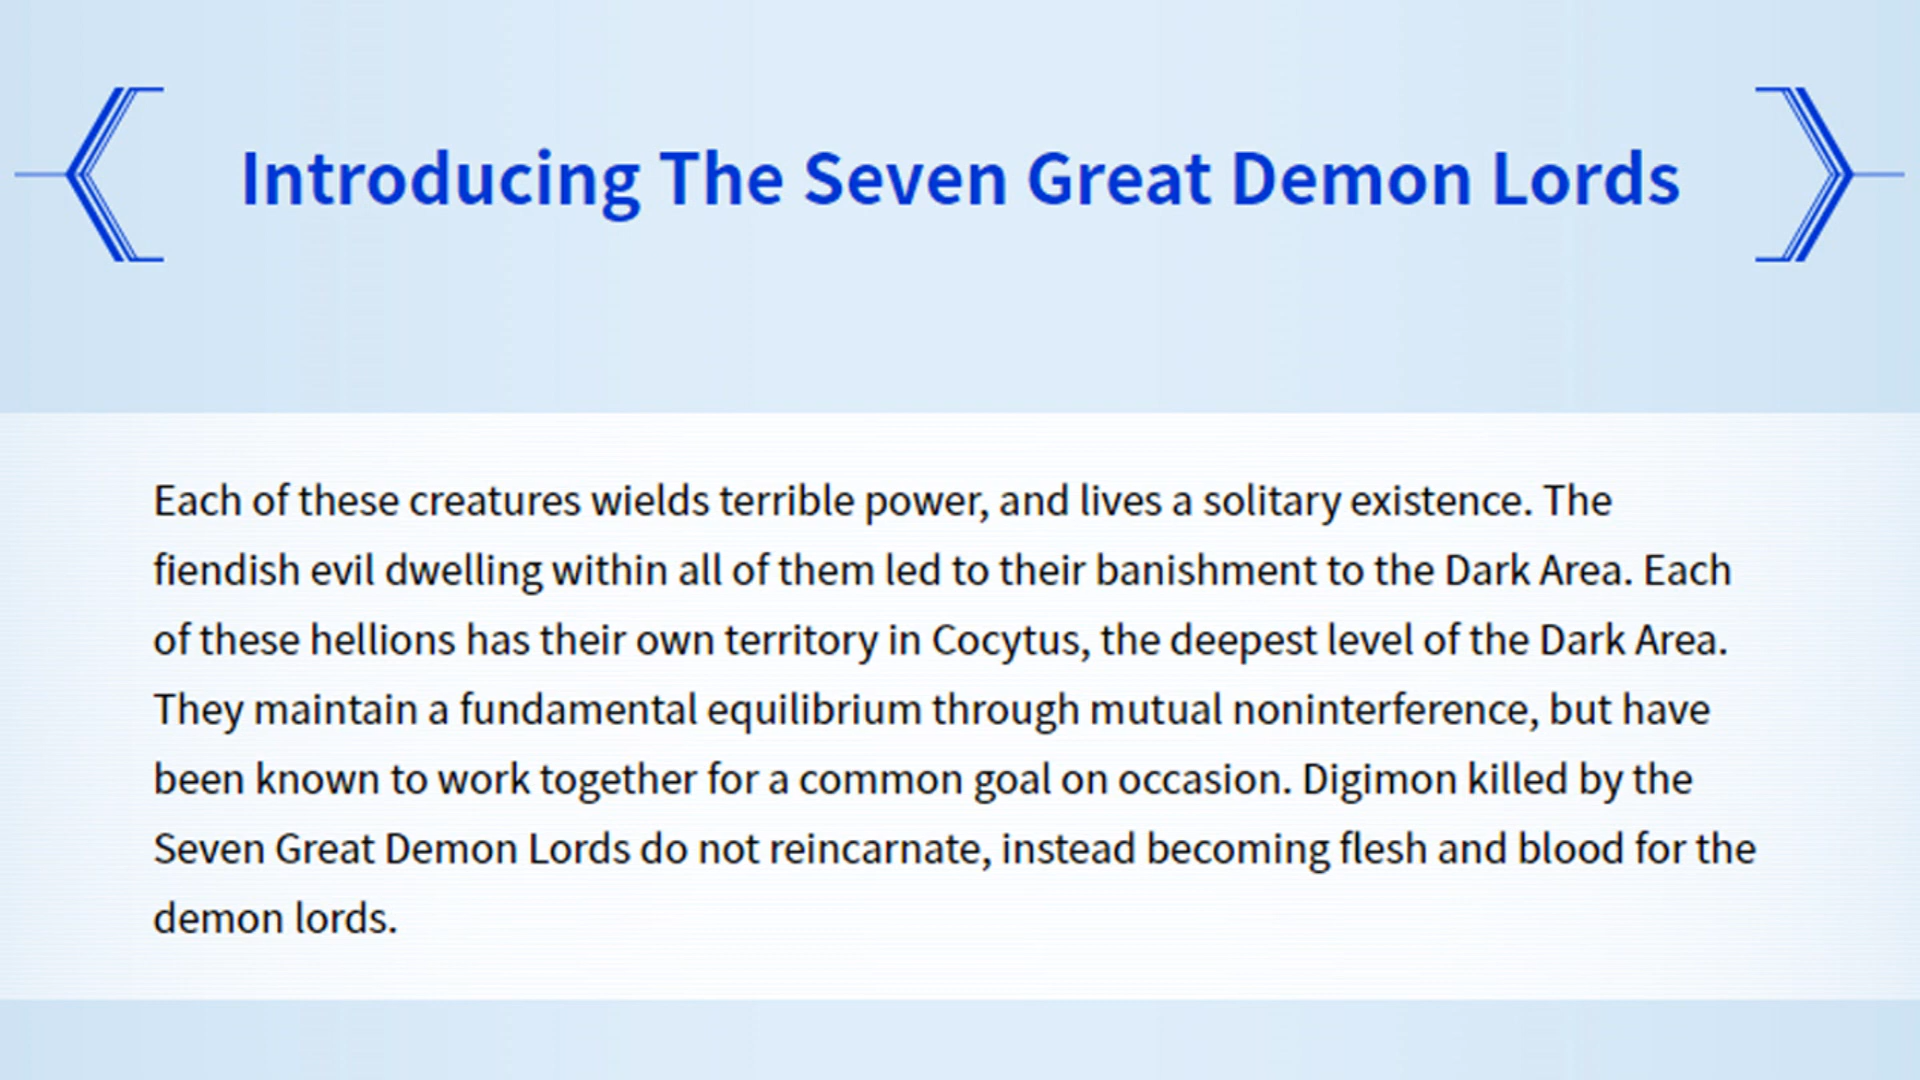 Introducing The Seven Great Demon Lords
Each of these creatures wields terrible power, and lives a solitary existence. The
fiendish evil dwelling within all of them led to their banishment to the Dark Area. Each
of these hellions has their own territory in Cocytus, the deepest level of the Dark Area.
They maintain a fundamental equilibrium through mutual noninterference, but have
been known to work together for a common goal on occasion. Digimon killed by the
Seven Great Demon Lords do not reincarnate, instead becoming flesh and blood for the
demon lords.